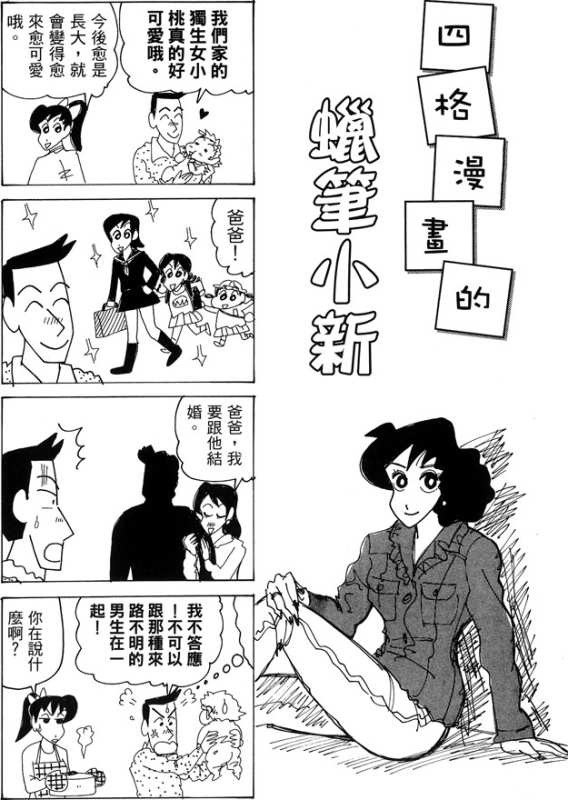 四格漫畫的
蠟筆小新
我們家的
獨生女小
桃真的好
可愛哦。
今後愈是
長大，就
會變得愈
來愈可愛
哦。
爸爸！
爸爸，我
要跟他結
婚。
我不答應
！不可以
跟那種來
路不明的
男生在一
起！
你在說什
麼啊？